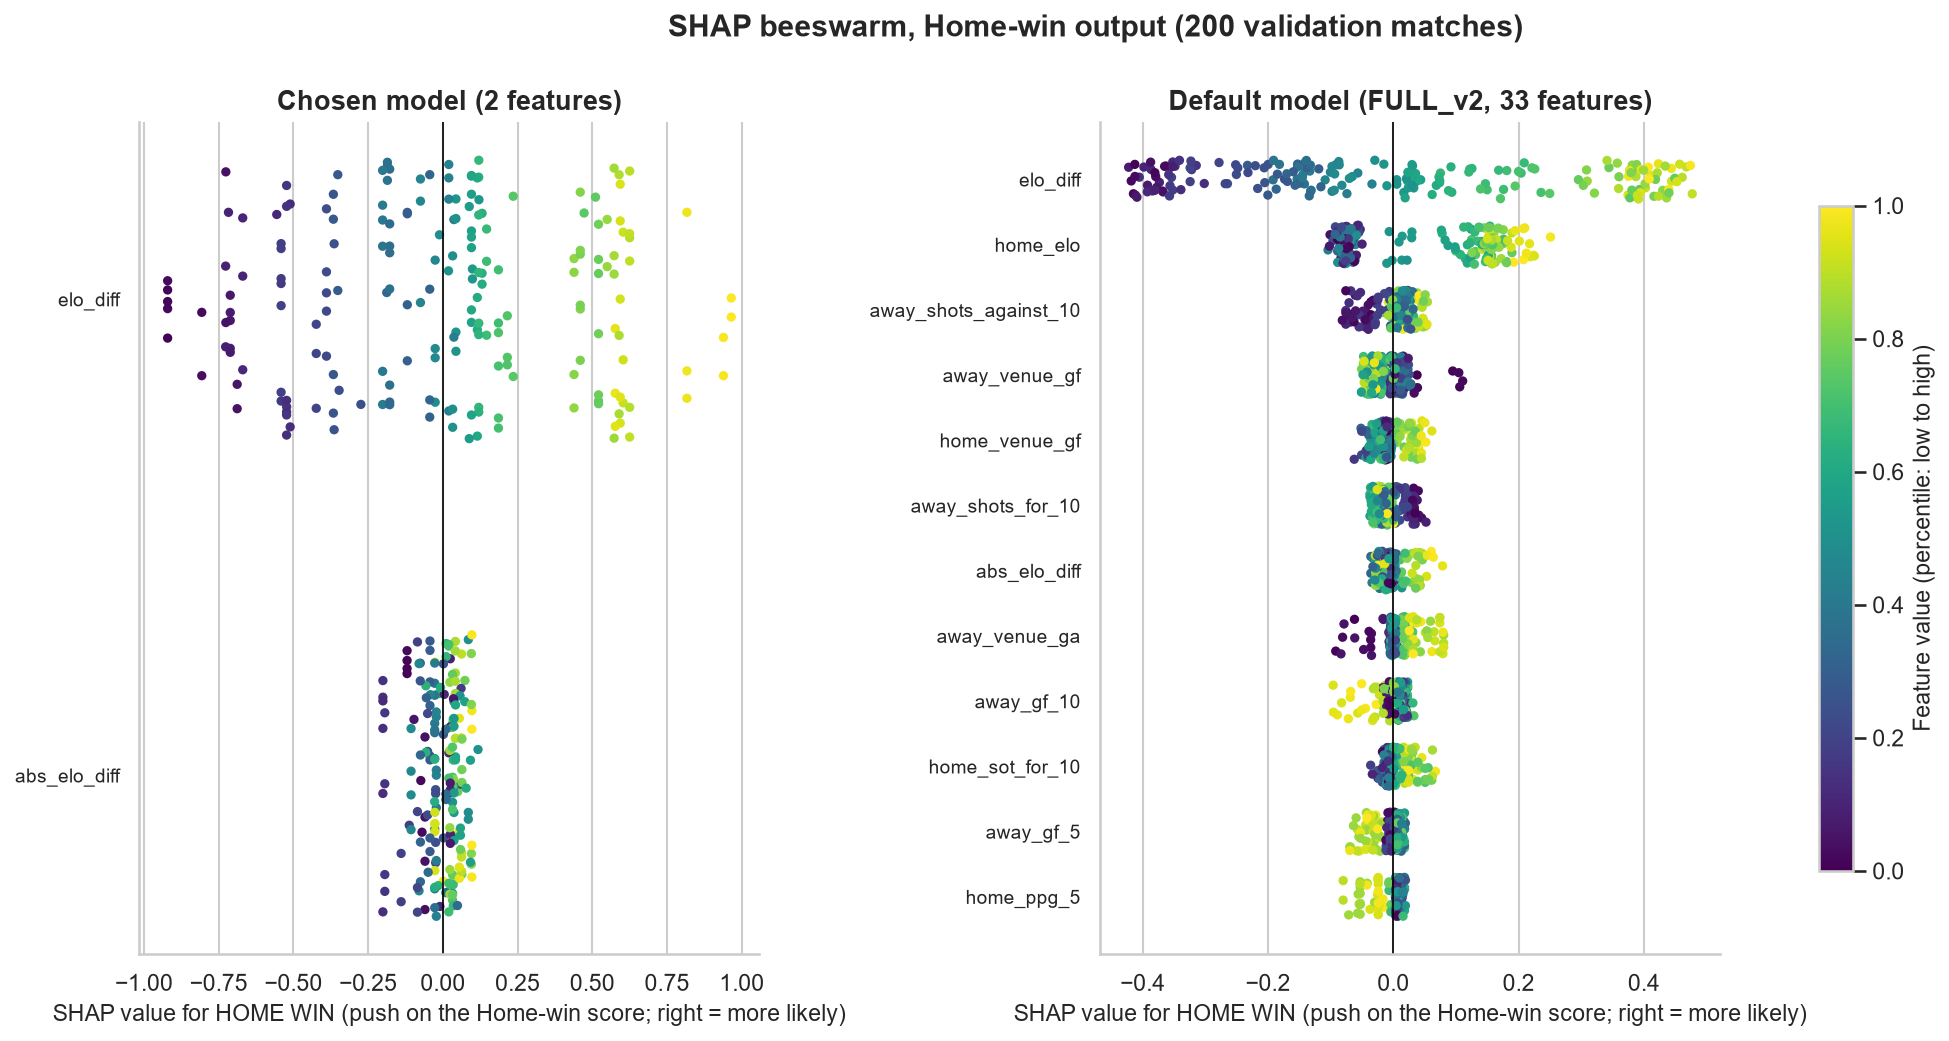 SHAP beeswarm, Home-win output (200 validation matches)
Chosen model (2 features)
elo_diff
abs_elo_diff
−1.00 −0.75 −0.50 −0.25 0.00 0.25 0.50 0.75 1.00
SHAP value for HOME WIN (push on the Home-win score; right = more likely)
Default model (FULL_v2, 33 features)
elo_diff
home_elo
away_shots_against_10
away_venue_gf
home_venue_gf
away_shots_for_10
abs_elo_diff
away_venue_ga
away_gf_10
home_sot_for_10
away_gf_5
home_ppg_5
−0.4 −0.2 0.0 0.2 0.4
SHAP value for HOME WIN (push on the Home-win score; right = more likely)
1.0
0.8
0.6
0.4
0.2
0.0
Feature value (percentile: low to high)